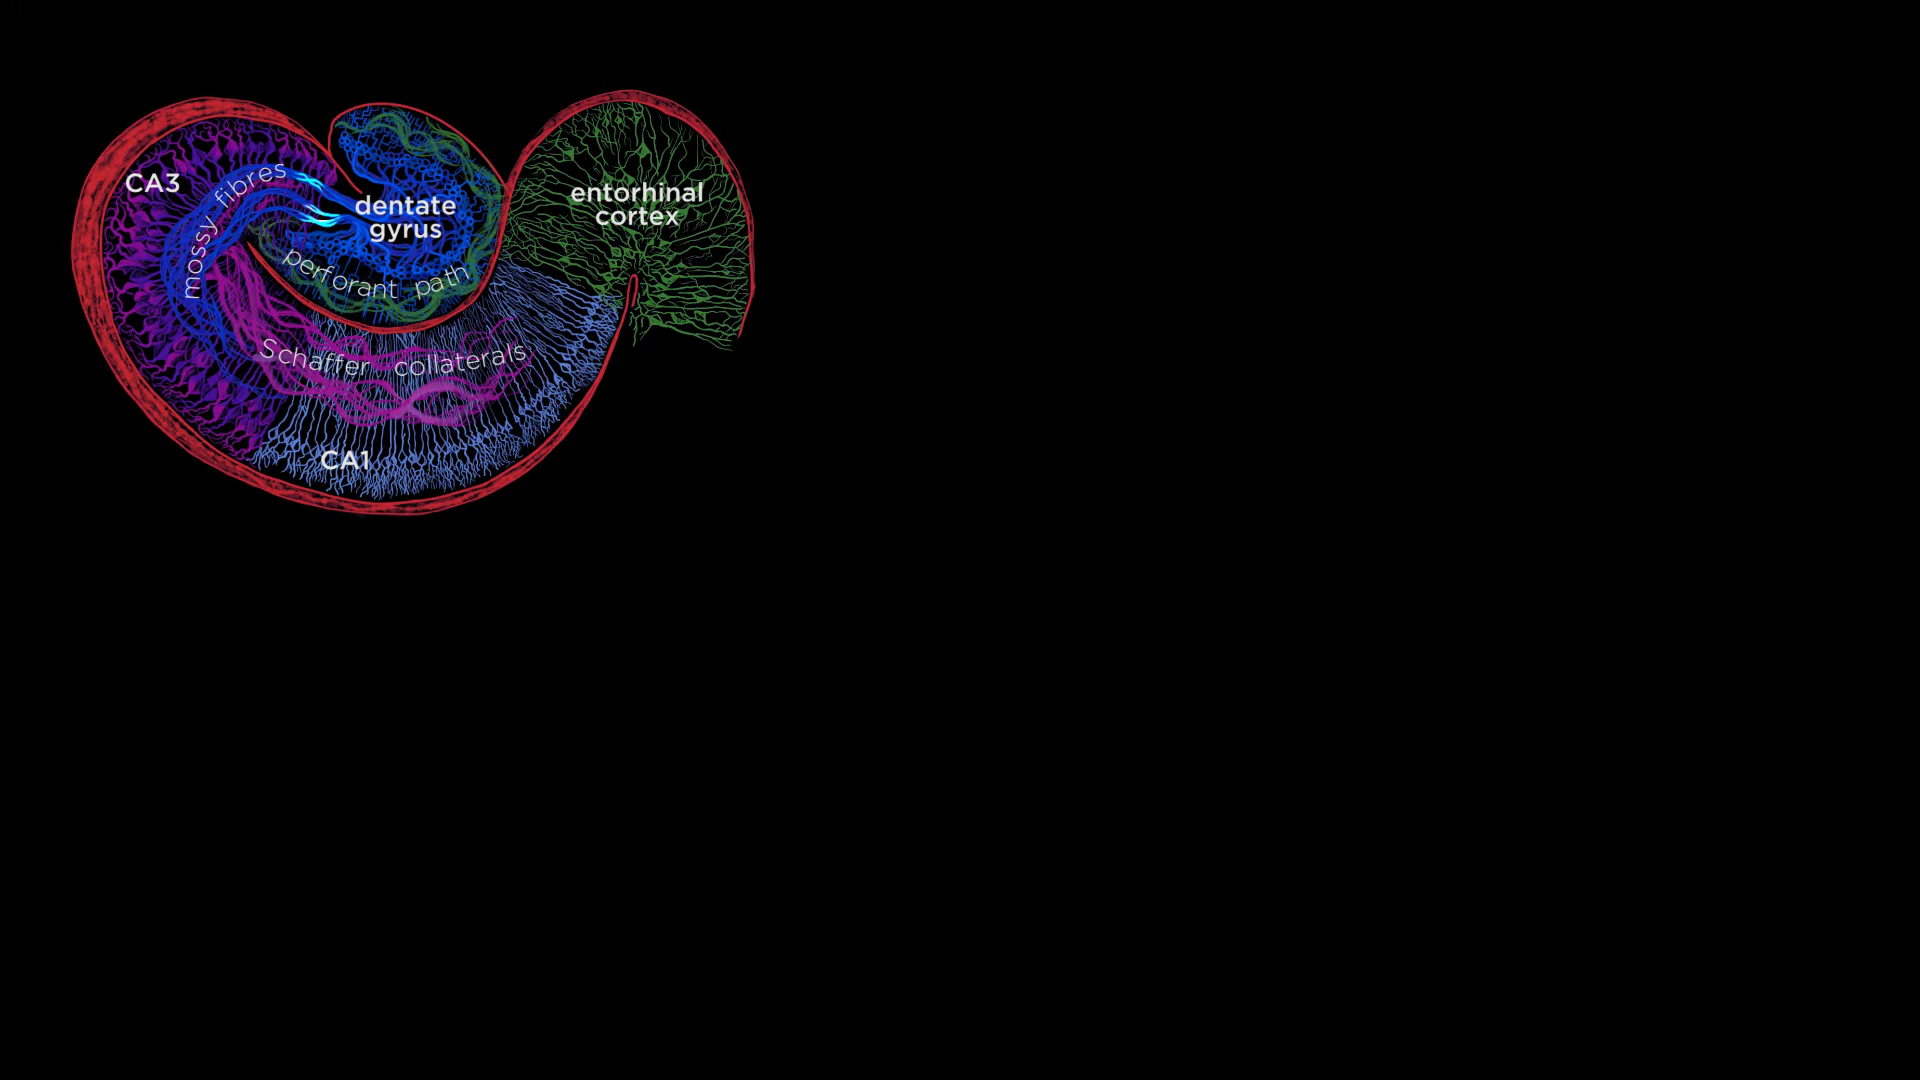 CA3
mossy fibres
dentate
gyrus
perforant path
entorhinal
cortex
Schaffer collaterals
CA1